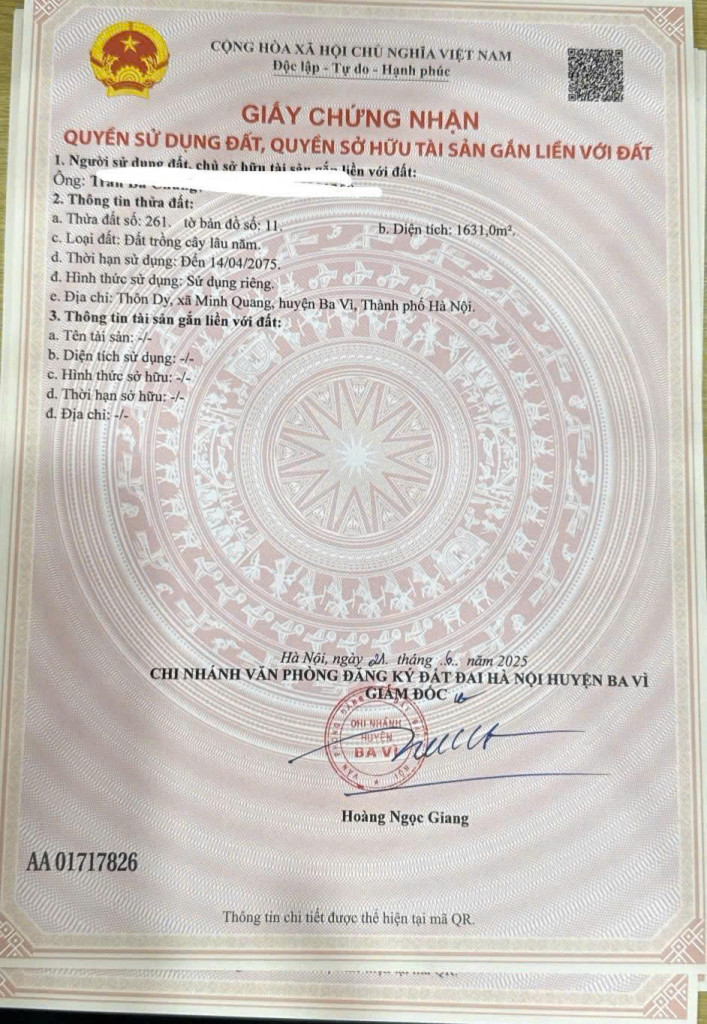 CỘNG HÒA XÃ HỘI CHỦ NGHĨA VIỆT NAM
Độc lập - Tự do - Hạnh phúc
GIẤY CHỨNG NHẬN
QUYỀN SỬ DỤNG ĐẤT, QUYỀN SỞ HỮU TÀI SẢN GẮN LIỀN VỚI ĐẤT
1. Người sử dụng đất, chủ sở hữu tài sản gắn liền với đất:
Ông:
2. Thông tin thửa đất:
a. Thửa đất số: 261. tờ bản đồ số: 11. b. Diện tích: 1631,0m².
c. Loại đất: Đất trồng cây lâu năm.
d. Thời hạn sử dụng: Đến 14/04/2075.
đ. Hình thức sử dụng: Sử dụng riêng.
e. Địa chỉ: Thôn Dy, xã Minh Quang, huyện Ba Vì, Thành phố Hà Nội.
3. Thông tin tài sản gắn liền với đất:
a. Tên tài sản: -/-
b. Diện tích sử dụng: -/-
c. Hình thức sở hữu: -/-
d. Thời hạn sở hữu: -/-
đ. Địa chỉ: -/-
Hà Nội, ngày 21. tháng .6.. năm 2025
CHI NHÁNH VĂN PHÒNG ĐĂNG KÝ ĐẤT ĐAI HÀ NỘI HUYỆN BA VÌ
GIÁM ĐỐC
CHI NHÁNH
HUYỆN
BA VÌ
Hoàng Ngọc Giang
AA 01717826
Thông tin chi tiết được thể hiện tại mã QR.